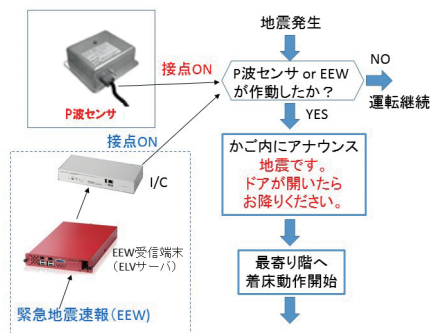 地震発生
接点ON
P波センサ
P波センサ or EEW
が作動したか？
NO
運転継続
YES
接点ON
I/C
かご内にアナウンス
地震です。
ドアが開いたら
お降りください。
EEW受信端末
（ELVサーバ）
緊急地震速報(EEW)
最寄り階へ
着床動作開始